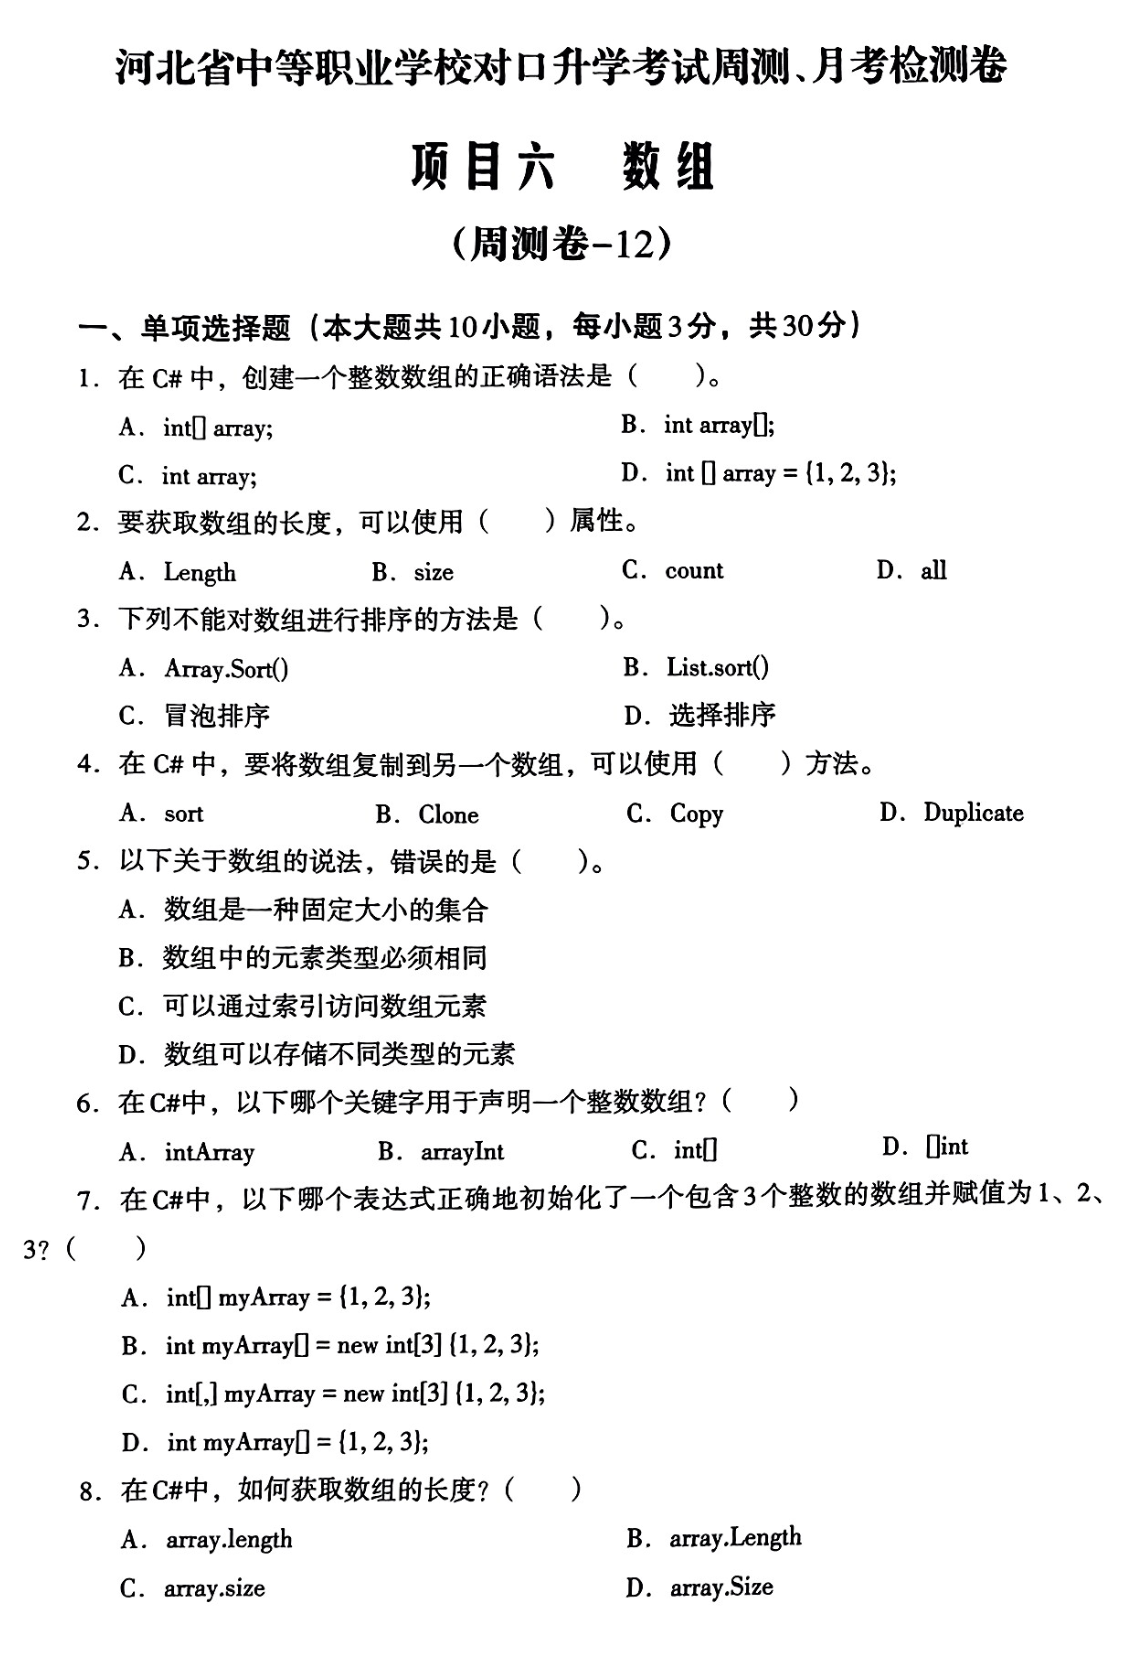 河北省中等职业学校对口升学考试周测、月考检测卷
项目六 数组
（周测卷-12）
一、单项选择题（本大题共10小题，每小题3分，共30分）
1. 在 C# 中，创建一个整数数组的正确语法是（　　）。
A. int[] array;　　B. int array[];
C. int array;　　D. int [] array = {1, 2, 3};
2. 要获取数组的长度，可以使用（　　）属性。
A. Length　　B. size　　C. count　　D. all
3. 下列不能对数组进行排序的方法是（　　）。
A. Array.Sort()　　B. List.sort()
C. 冒泡排序　　D. 选择排序
4. 在 C# 中，要将数组复制到另一个数组，可以使用（　　）方法。
A. sort　　B. Clone　　C. Copy　　D. Duplicate
5. 以下关于数组的说法，错误的是（　　）。
A. 数组是一种固定大小的集合
B. 数组中的元素类型必须相同
C. 可以通过索引访问数组元素
D. 数组可以存储不同类型的元素
6. 在C#中，以下哪个关键字用于声明一个整数数组?（　　）
A. intArray　　B. arrayInt　　C. int[]　　D. []int
7. 在C#中，以下哪个表达式正确地初始化了一个包含3个整数的数组并赋值为1、2、
3?（　　）
A. int[] myArray = {1, 2, 3};
B. int myArray[] = new int[3] {1, 2, 3};
C. int[,] myArray = new int[3] {1, 2, 3};
D. int myArray[] = {1, 2, 3};
8. 在C#中，如何获取数组的长度?（　　）
A. array.length　　B. array.Length
C. array.size　　D. array.Size